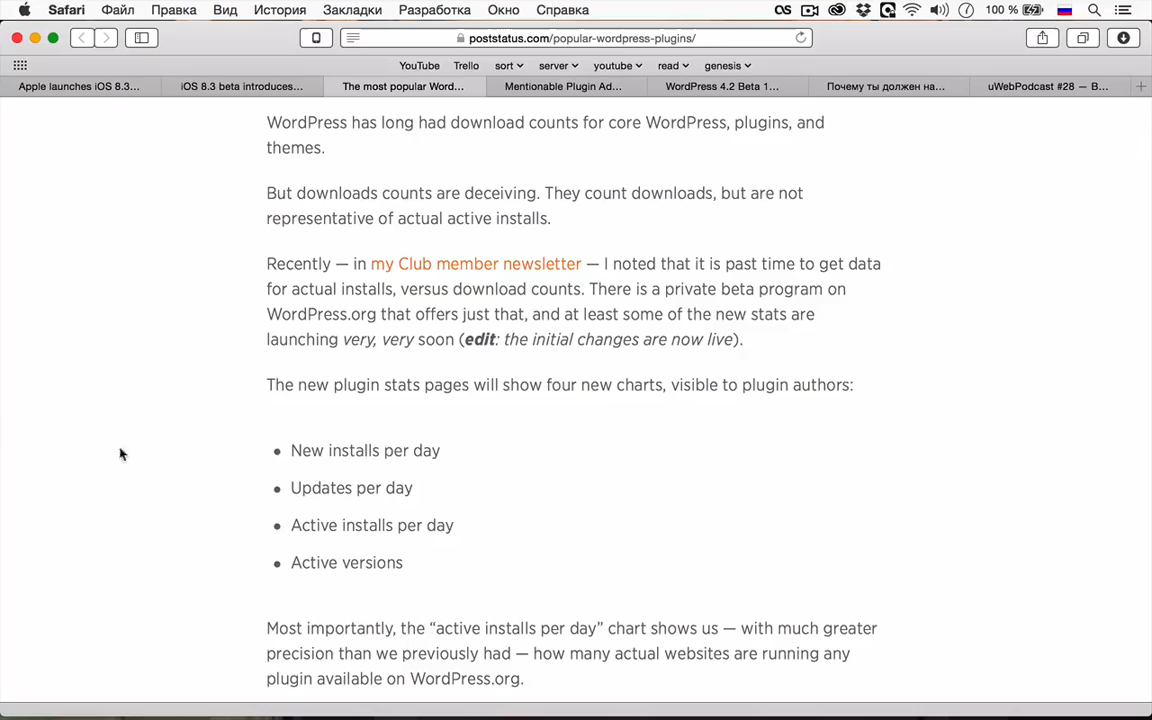 Safari Файл Правка Вид История Закладки Разработка Окно Справка 100 %
poststatus.com/popular-wordpress-plugins/
YouTube Trello sort server youtube read genesis
Apple launches iOS 8.3... iOS 8.3 beta introduces... The most popular Word... Mentionable Plugin Ad... WordPress 4.2 Beta 1... Почему ты должен на... uWebPodcast #28 — B...
WordPress has long had download counts for core WordPress, plugins, and
themes.
But downloads counts are deceiving. They count downloads, but are not
representative of actual active installs.
Recently — in my Club member newsletter — I noted that it is past time to get data
for actual installs, versus download counts. There is a private beta program on
WordPress.org that offers just that, and at least some of the new stats are
launching very, very soon (edit: the initial changes are now live).
The new plugin stats pages will show four new charts, visible to plugin authors:
• New installs per day
• Updates per day
• Active installs per day
• Active versions
Most importantly, the “active installs per day” chart shows us — with much greater
precision than we previously had — how many actual websites are running any
plugin available on WordPress.org.